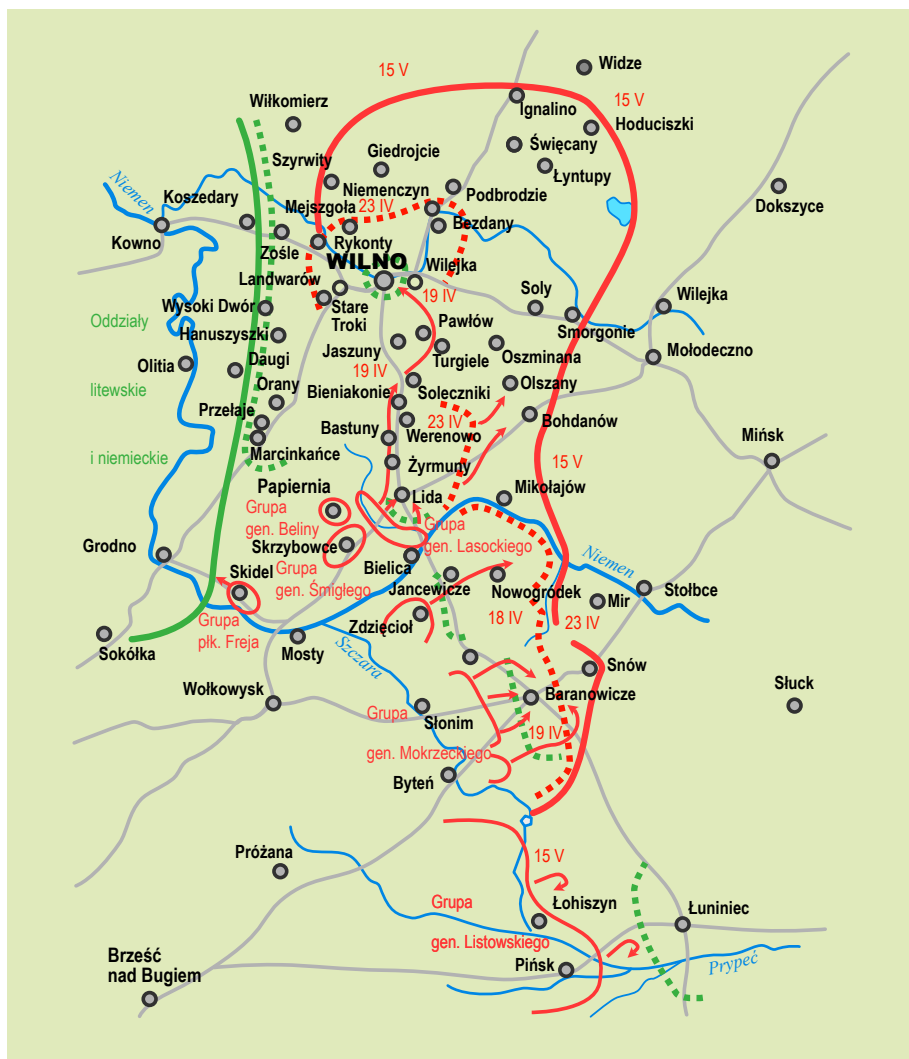 15 V
Widze
15 V
Ignalino
Wiłkomierz
Hoduciszki
Święcany
Szyrwity
Giedrojcie
Łyntupy
Niemen
Koszedary
Niemenczyn
Podbrodzie
Mejszgoła
23 IV
Dokszyce
Bezdany
Kowno
Zośle
Rykonty
WILNO
Wilejka
Landwarów
19 IV
Soly
Wilejka
Wysoki Dwór
Stare
Troki
Smorgonie
Oddziały
Pawłów
Hanuszyszki
Jaszuny
Turgiele
Oszminana
Mołodeczno
Olitia
Daugi
19 IV
litewskie
Orany
Bieniakonie
Soleczniki
Olszany
Przełaje
23 IV
Bohdanów
Bastuny
Werenowo
Mińsk
Marcinkańce
i niemieckie
15 V
Żyrmuny
Papiernia
Lida
Mikołajów
Grupa
gen. Beliny
Grupa
gen. Lasockiego
Grodno
Skrzybowce
Niemen
Bielica
Skidel
Grupa
gen. Śmigłego
Jancewicze
Nowogródek
Stołbce
Mir
Grupa
płk. Freja
Zdzięcioł
18 IV
23 IV
Sokółka
Mosty
Szczara
Snów
Wołkowysk
Baranowicze
Słuck
Grupa
Słonim
19 IV
gen. Mokrzeckiego
Byteń
Próżana
15 V
Grupa
Łohiszyn
Łuniniec
gen. Listowskiego
Brześć
nad Bugiem
Pińsk
Prypeć